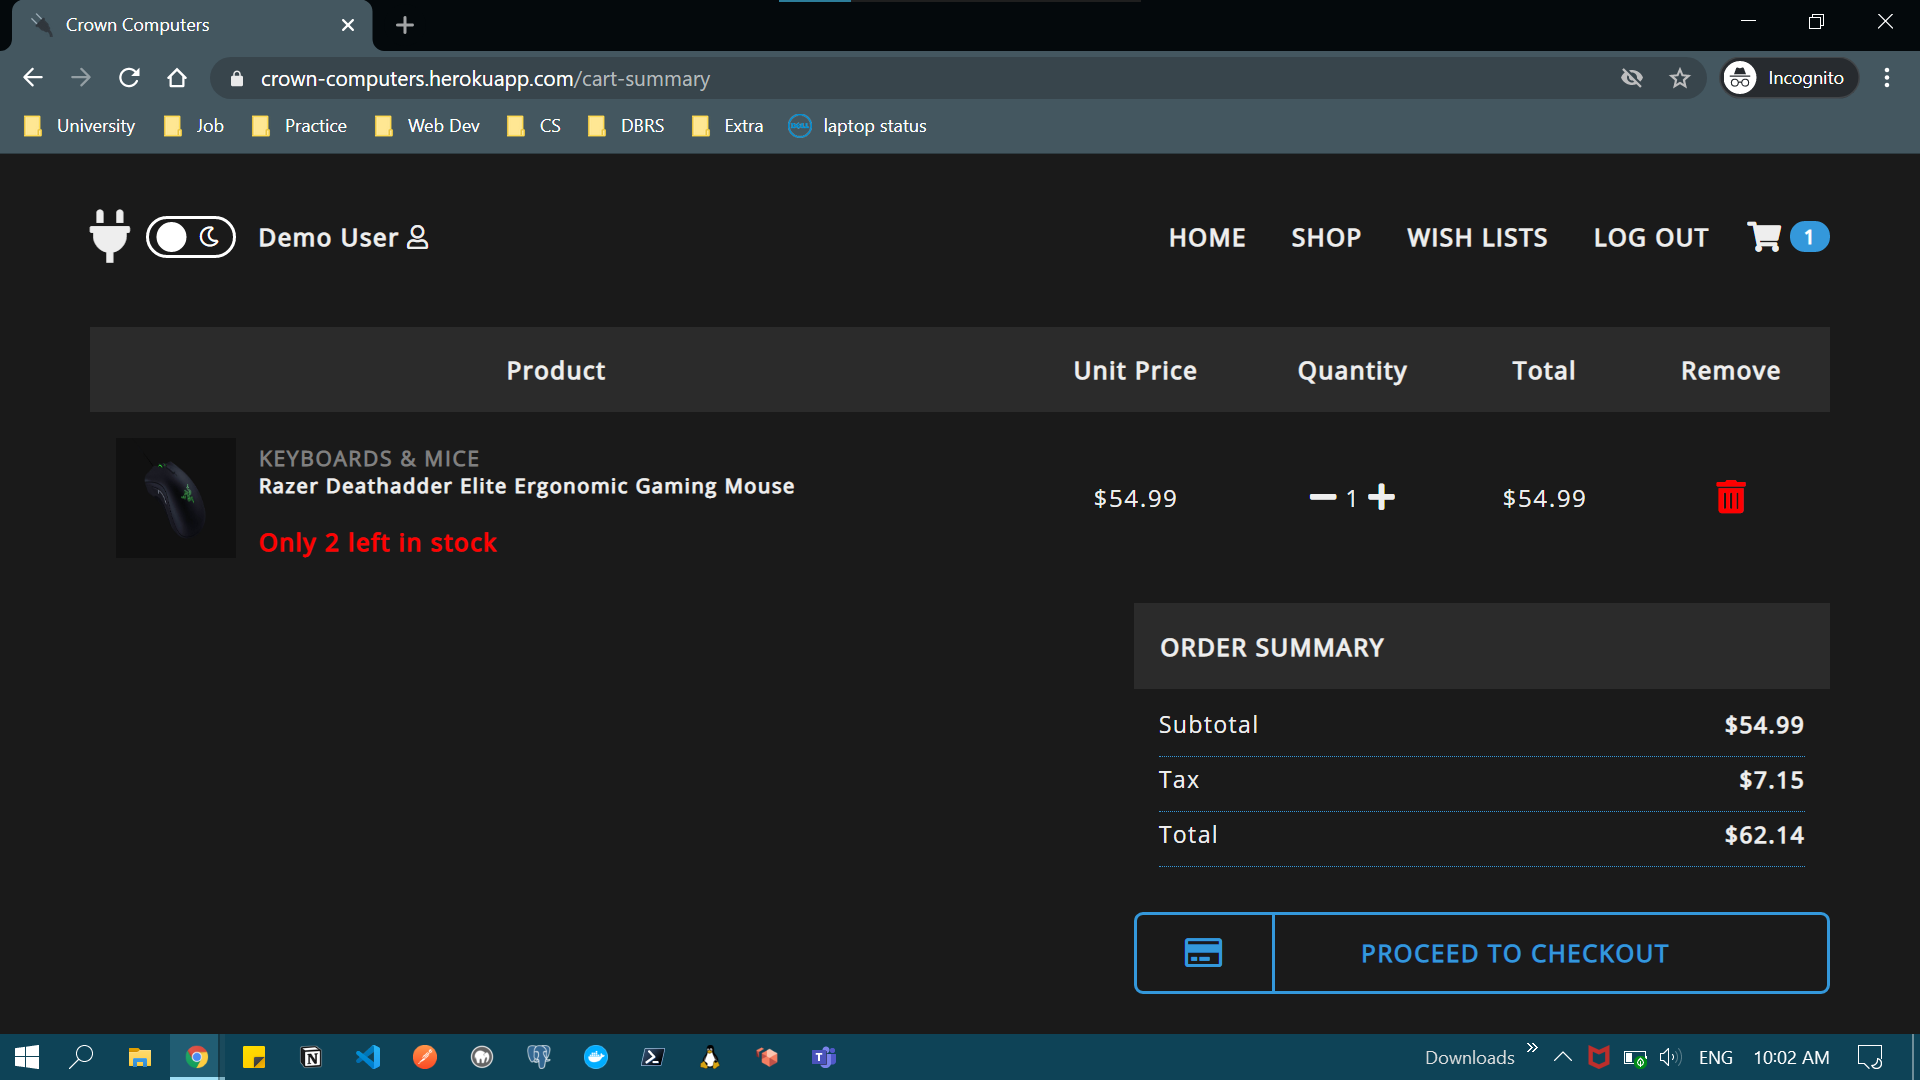 Crown Computers
crown-computers.herokuapp.com/cart-summary
Incognito
University Job Practice Web Dev CS DBRS Extra laptop status
Demo User
HOME SHOP WISH LISTS LOG OUT 1
Product Unit Price Quantity Total Remove
KEYBOARDS & MICE
Razer Deathadder Elite Ergonomic Gaming Mouse
Only 2 left in stock
$54.99 1 $54.99
ORDER SUMMARY
Subtotal $54.99
Tax $7.15
Total $62.14
PROCEED TO CHECKOUT
Downloads ENG 10:02 AM